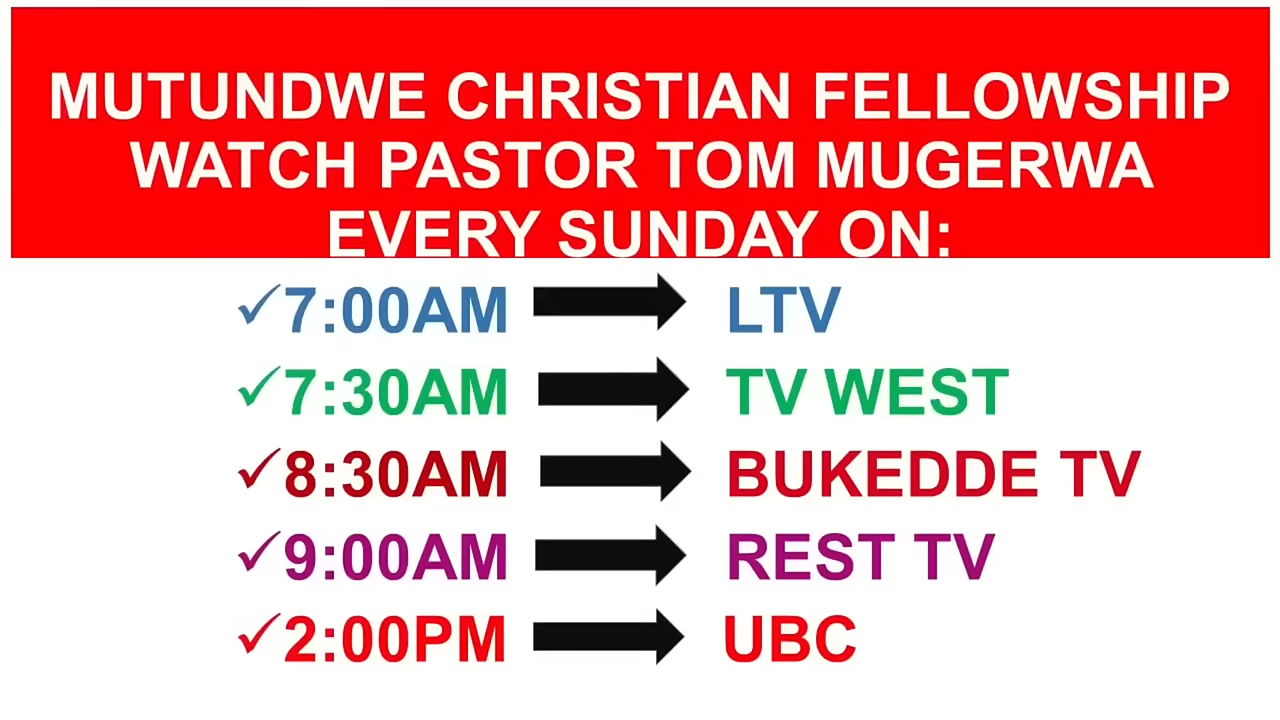 MUTUNDWE CHRISTIAN FELLOWSHIP
WATCH PASTOR TOM MUGERWA
EVERY SUNDAY ON:
✓7:00AM LTV
✓7:30AM TV WEST
✓8:30AM BUKEDDE TV
✓9:00AM REST TV
✓2:00PM UBC